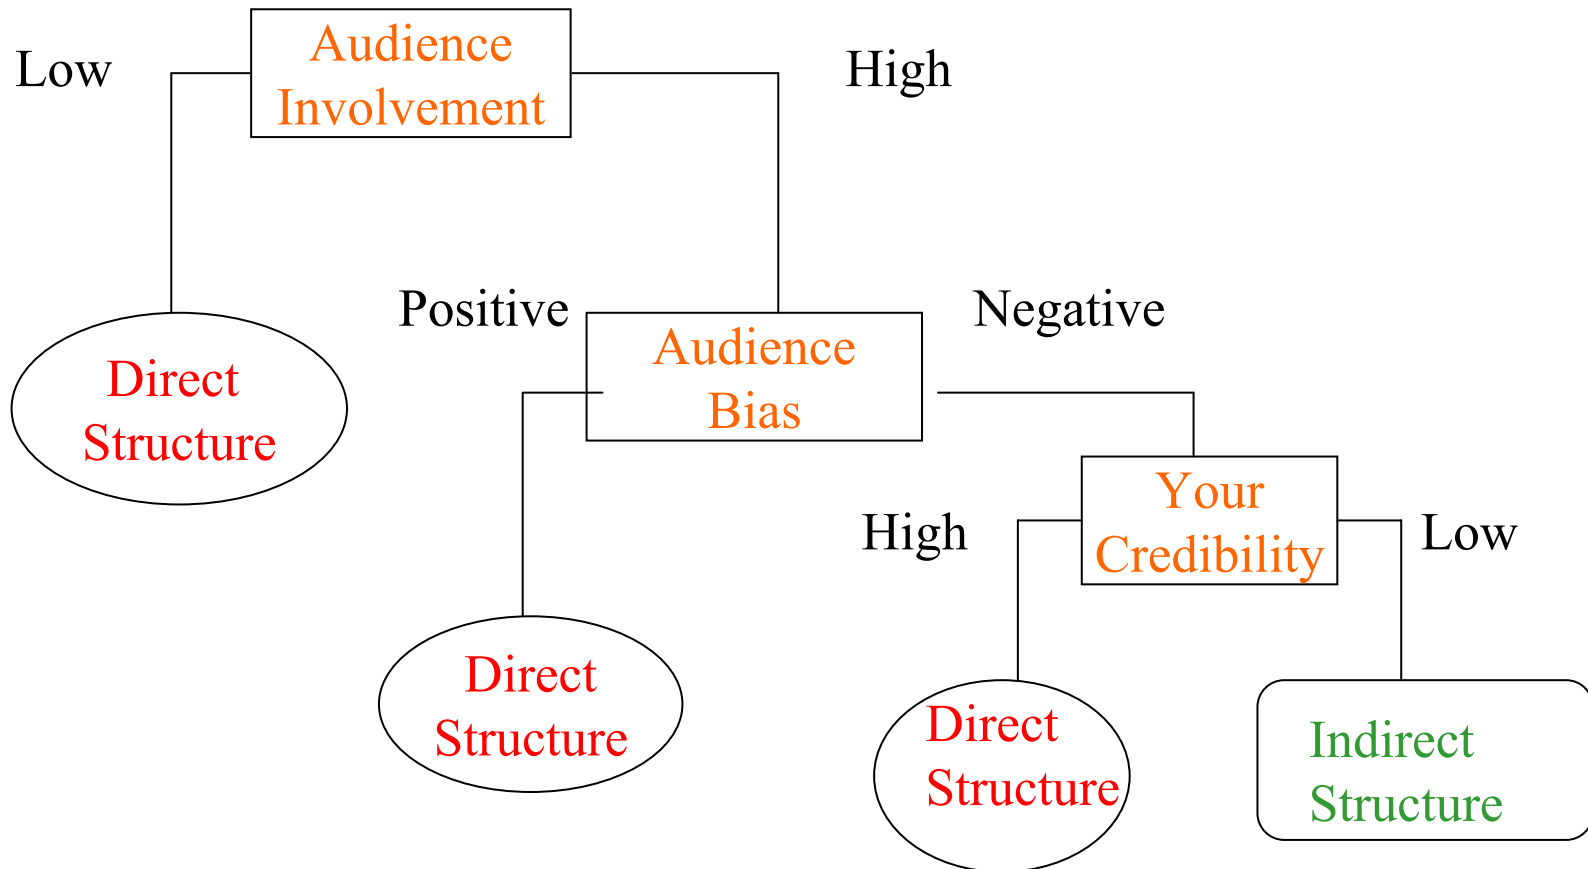 Low
Audience
Involvement
High
Positive
Audience
Bias
Negative
Direct
Structure
High
Your
Credibility
Low
Direct
Structure
Direct
Structure
Indirect
Structure